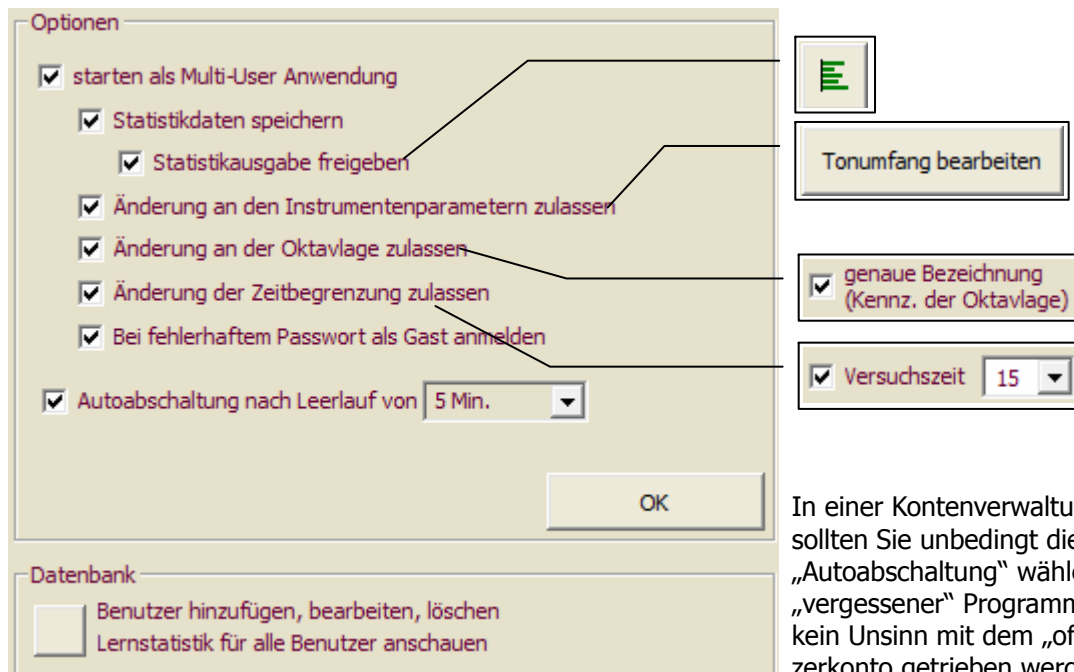 Optionen
starten als Multi-User Anwendung
Statistikdaten speichern
Statistikausgabe freigeben
Änderung an den Instrumentenparametern zulassen
Änderung an der Oktavlage zulassen
Änderung der Zeitbegrenzung zulassen
Bei fehlerhaftem Passwort als Gast anmelden
Autoabschaltung nach Leerlauf von 5 Min.
OK
Tonumfang bearbeiten
genaue Bezeichnung
(Kennz. der Oktavlage)
Versuchszeit 15
Datenbank
Benutzer hinzufügen, bearbeiten, löschen
Lernstatistik für alle Benutzer anschauen
In einer Kontenverwaltu
sollten Sie unbedingt die
„Autoabschaltung“ wähle
„vergessener“ Programm
kein Unsinn mit dem „of
zerkonto getrieben werd